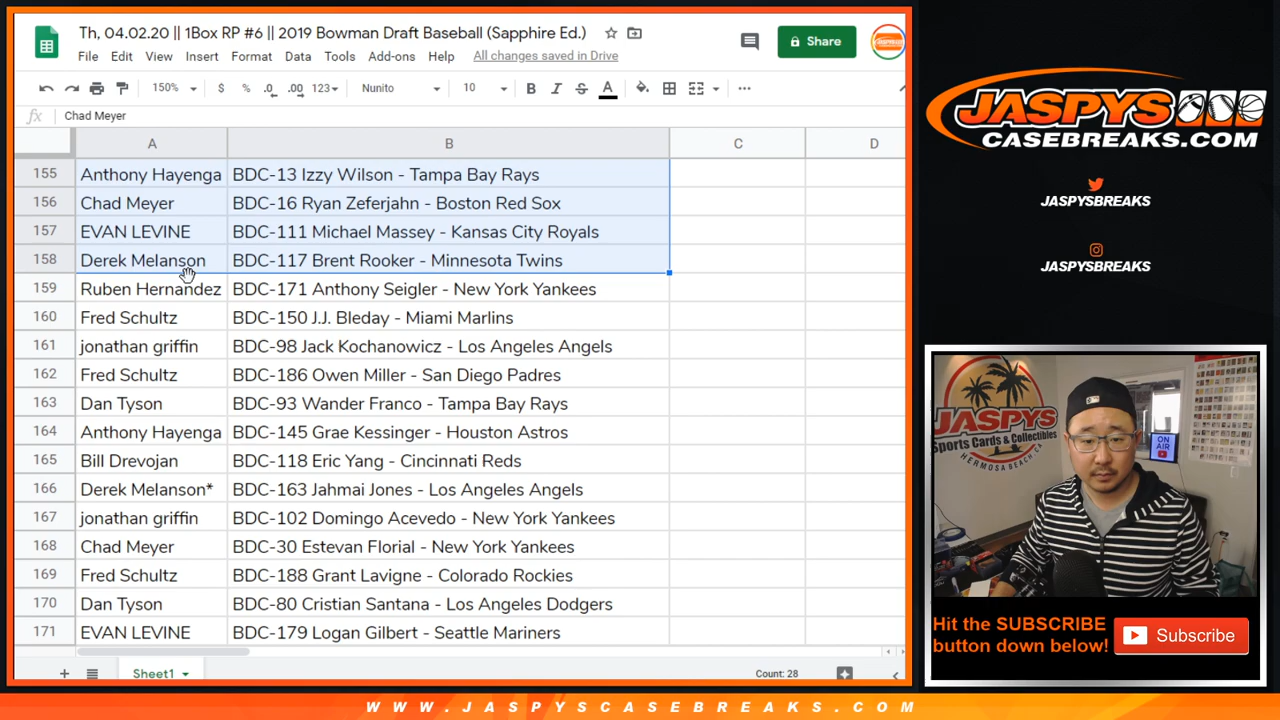 Th, 04.02.20 || 1Box RP #6 || 2019 Bowman Draft Baseball (Sapphire Ed.)
File Edit View Insert Format Data Tools Add-ons Help All changes saved in Drive
Share
150% $ % .0 .00 123 Nunito 10 B I S A
fx Chad Meyer
A B C D
155 Anthony Hayenga BDC-13 Izzy Wilson - Tampa Bay Rays
156 Chad Meyer BDC-16 Ryan Zeferjahn - Boston Red Sox
157 EVAN LEVINE BDC-111 Michael Massey - Kansas City Royals
158 Derek Melanson BDC-117 Brent Rooker - Minnesota Twins
159 Ruben Hernandez BDC-171 Anthony Seigler - New York Yankees
160 Fred Schultz BDC-150 J.J. Bleday - Miami Marlins
161 jonathan griffin BDC-98 Jack Kochanowicz - Los Angeles Angels
162 Fred Schultz BDC-186 Owen Miller - San Diego Padres
163 Dan Tyson BDC-93 Wander Franco - Tampa Bay Rays
164 Anthony Hayenga BDC-145 Grae Kessinger - Houston Astros
165 Bill Drevojan BDC-118 Eric Yang - Cincinnati Reds
166 Derek Melanson* BDC-163 Jahmai Jones - Los Angeles Angels
167 jonathan griffin BDC-102 Domingo Acevedo - New York Yankees
168 Chad Meyer BDC-30 Estevan Florial - New York Yankees
169 Fred Schultz BDC-188 Grant Lavigne - Colorado Rockies
170 Dan Tyson BDC-80 Cristian Santana - Los Angeles Dodgers
171 EVAN LEVINE BDC-179 Logan Gilbert - Seattle Mariners
Sheet1
Count: 28
JASPYS
CASEBREAKS.COM
JASPYSBREAKS
JASPYSBREAKS
JASPYS
Sports Cards & Collectibles
HERMOSA BEACH, CA
ON AIR
Hit the SUBSCRIBE
button down below!
Subscribe
WWW.JASPYSCASEBREAKS.COM